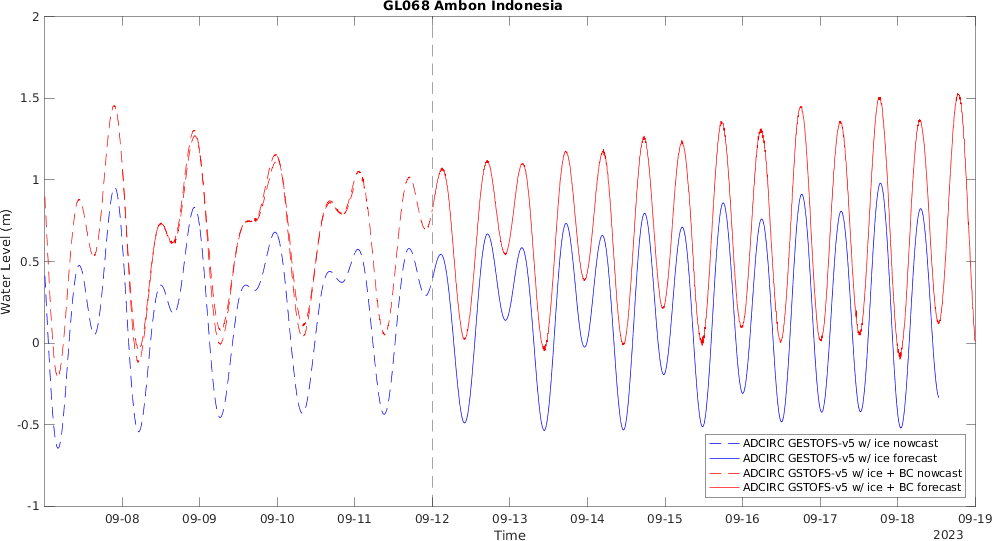 GL068 Ambon Indonesia
Water Level (m)
2
1.5
1
0.5
0
-0.5
-1
09-08 09-09 09-10 09-11 09-12 09-13 09-14 09-15 09-16 09-17 09-18 09-19
Time
2023
ADCIRC GESTOFS-v5 w/ ice nowcast
ADCIRC GESTOFS-v5 w/ ice forecast
ADCIRC GSTOFS-v5 w/ ice + BC nowcast
ADCIRC GSTOFS-v5 w/ ice + BC forecast